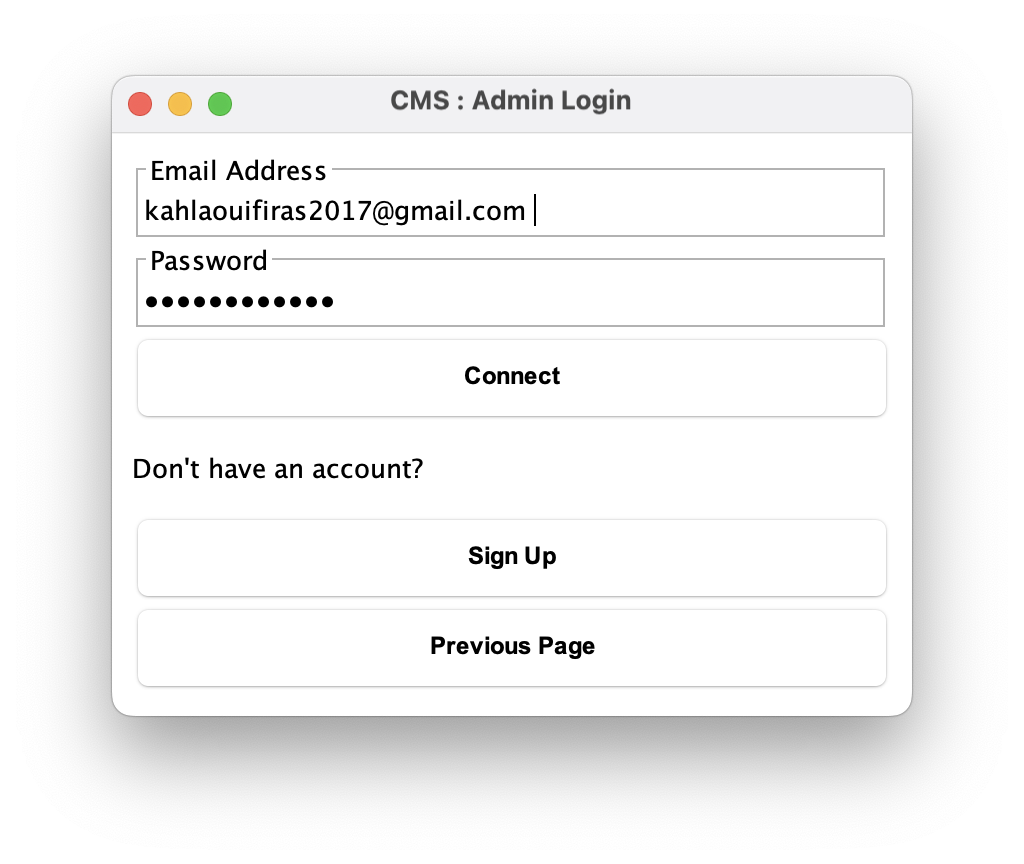 CMS : Admin Login
Email Address
kahlaouifiras2017@gmail.com
Password
••••••••••••
Connect
Don't have an account?
Sign Up
Previous Page